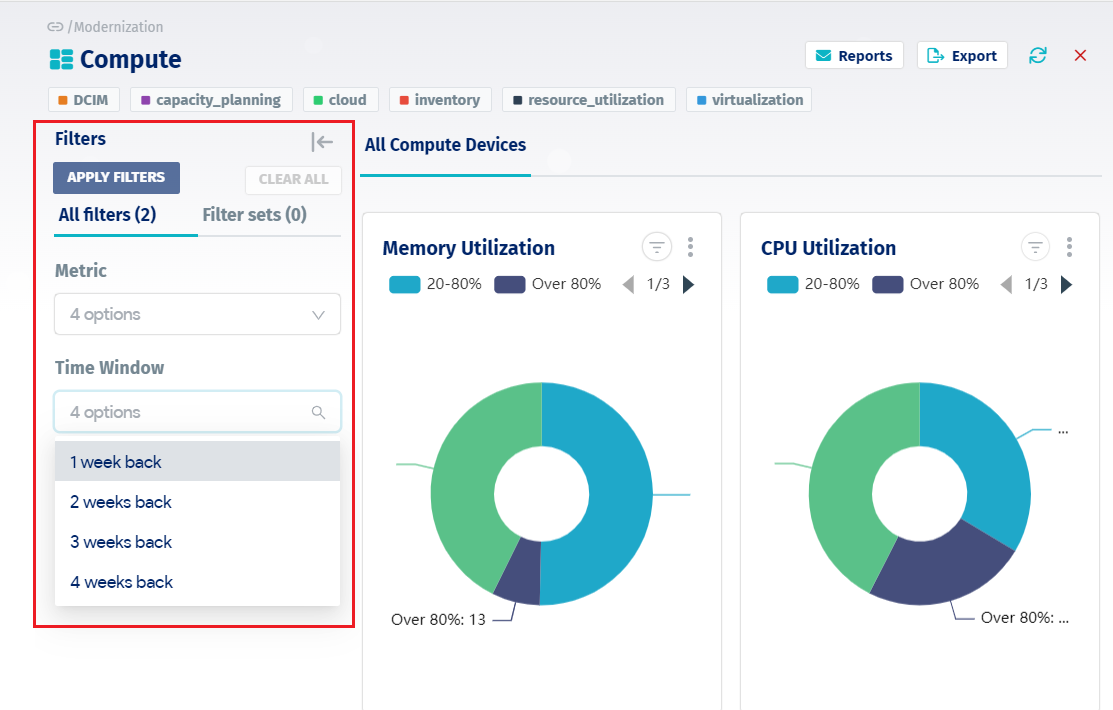 /Modernization
Compute
Reports
Export
DCIM
capacity_planning
cloud
inventory
resource_utilization
virtualization
Filters
APPLY FILTERS
CLEAR ALL
All filters (2)
Filter sets (0)
Metric
4 options
Time Window
4 options
1 week back
2 weeks back
3 weeks back
4 weeks back
All Compute Devices
Memory Utilization
20-80%
Over 80%
1/3
Over 80%: 13
CPU Utilization
20-80%
Over 80%
1/3
...
Over 80%: ...